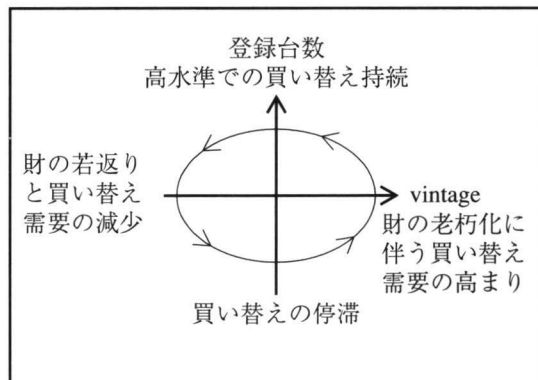 登録台数
高水準での買い替え持続
財の若返り
と買い替え
需要の減少
vintage
財の老朽化に
伴う買い替え
需要の高まり
買い替えの停滞